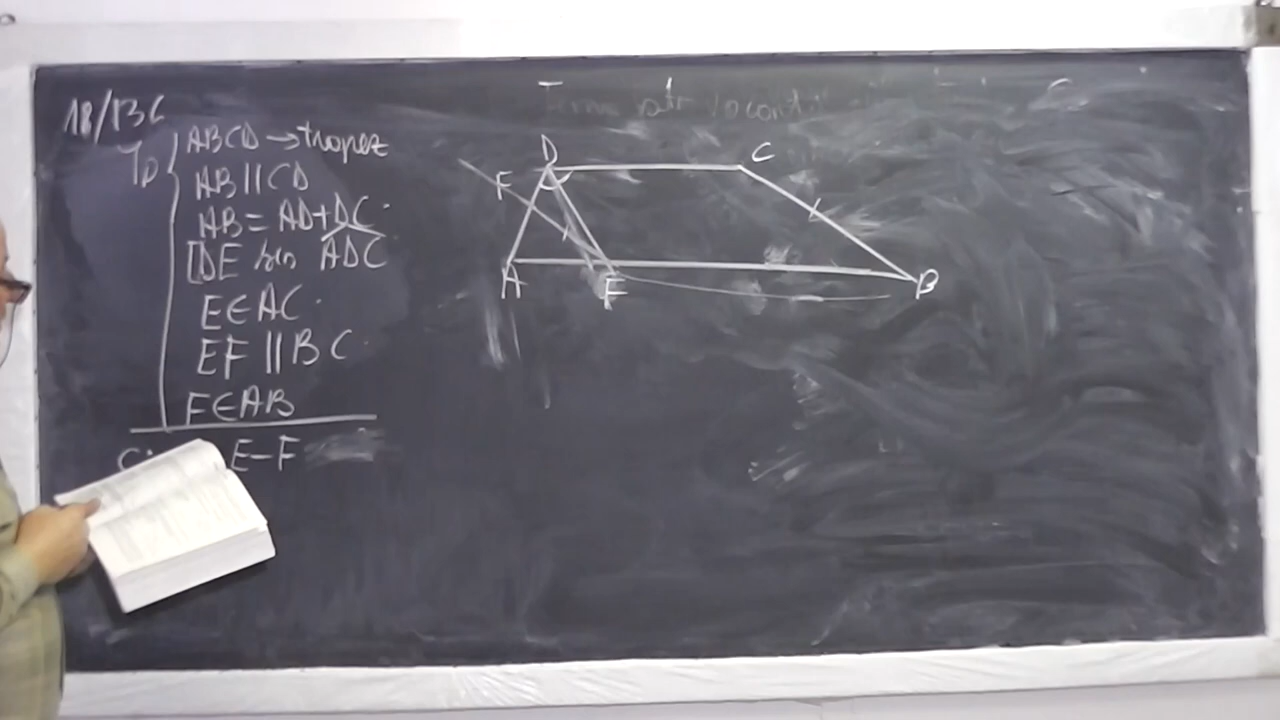 18/136
ABCD → trapez
Ip
AB || CD
AB = AD+DC.
[DE bis ADC
E∈AC.
EF || BC.
F∈AB
C: E-F
D C
F
A E B